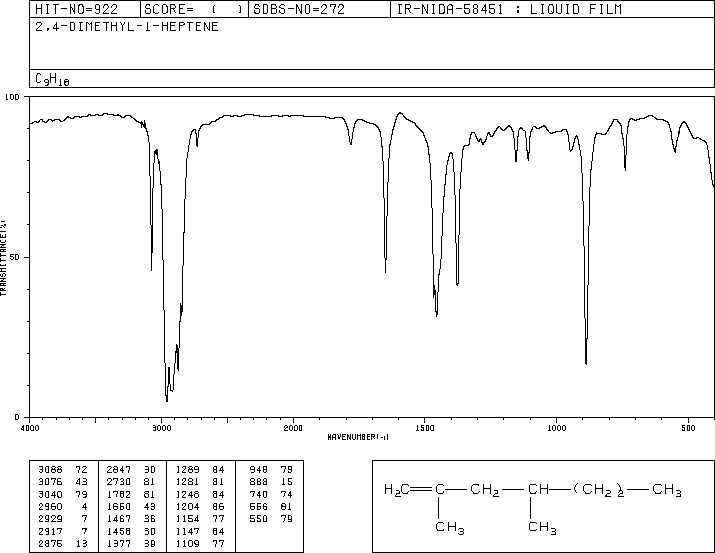 HIT-NO=922 SCORE= ( ) SDBS-NO=272 IR-NIDA-58451 : LIQUID FILM
2,4-DIMETHYL-1-HEPTENE
C9H18
100
50
0
TRANSMITTANCE(%)
4000 3000 2000 1500 1000 500
WAVENUMBER(-1)
3088 72 2847 30 1289 84 948 79
3076 43 2730 81 1281 81 888 15
3040 79 1782 81 1248 84 740 74
2960 4 1650 43 1204 86 556 81
2929 7 1467 36 1154 77 550 79
2917 7 1458 30 1147 84
2875 13 1377 39 1109 77
H2C=C—CH2—CH—(CH2)2—CH3
CH3 CH3